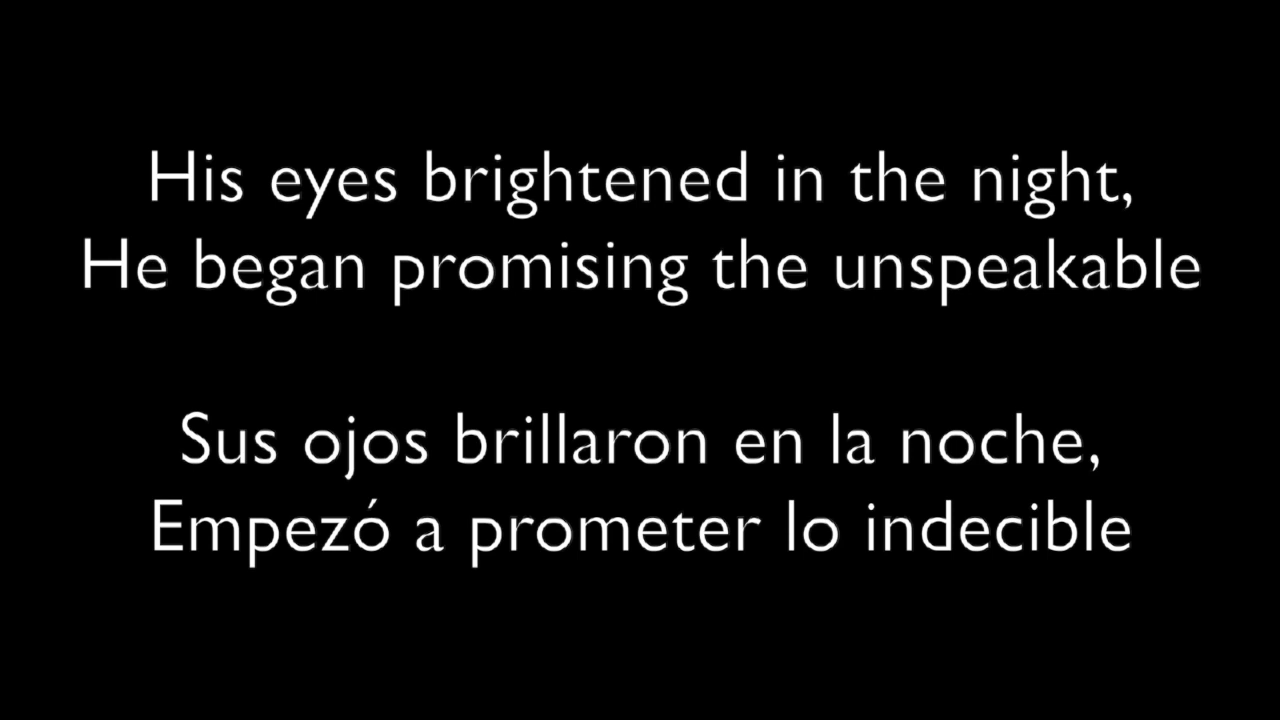 His eyes brightened in the night,
He began promising the unspeakable
Sus ojos brillaron en la noche,
Empezó a prometer lo indecible